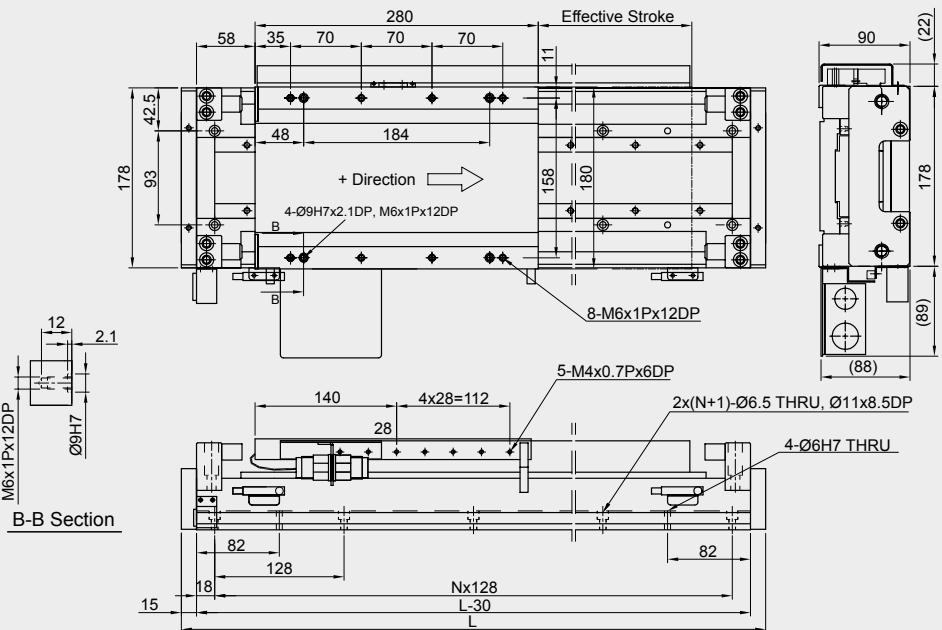 280
Effective Stroke
90
(22)
58
35
70
70
70
11
42.5
93
178
48
184
158
180
178
+ Direction
4-Ø9H7x2.1DP, M6x1Px12DP
B
B
8-M6x1Px12DP
(89)
(88)
12
2.1
M6x1Px12DP
Ø9H7
B-B Section
5-M4x0.7Px6DP
140
4x28=112
28
2x(N+1)-Ø6.5 THRU, Ø11x8.5DP
4-Ø6H7 THRU
82
82
128
18
Nx128
15
L-30
L